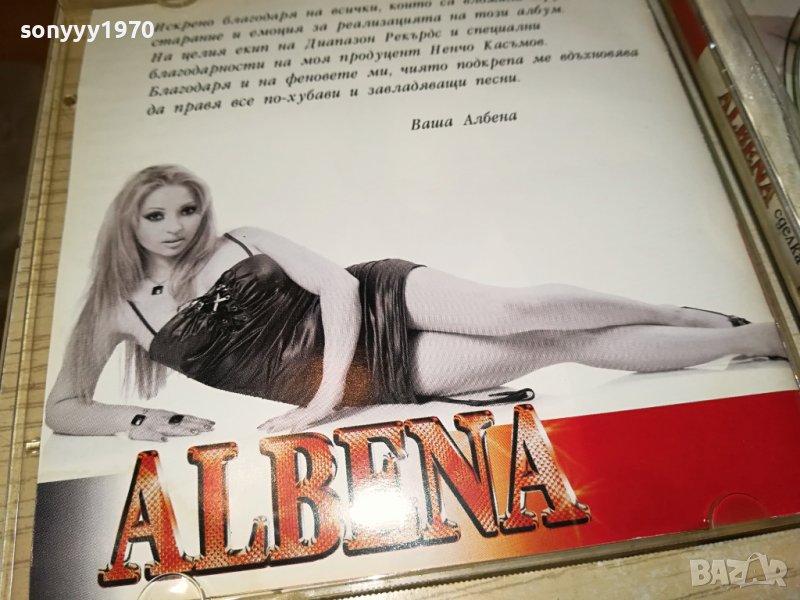 sonyyy1970
Искрено благодаря на всички, които са вложили
старание и емоция за реализацията на този албум.
На целия екип на Диапазон Рекърдс и специални
благодарности на моя продуцент Ненчо Касъмов.
Благодаря и на феновете ми, чиято подкрепа ме вдъхновява
да правя все по-хубави и завладяващи песни.
Ваша Албена
ALBENA
ALBENA сделка
BAZAR